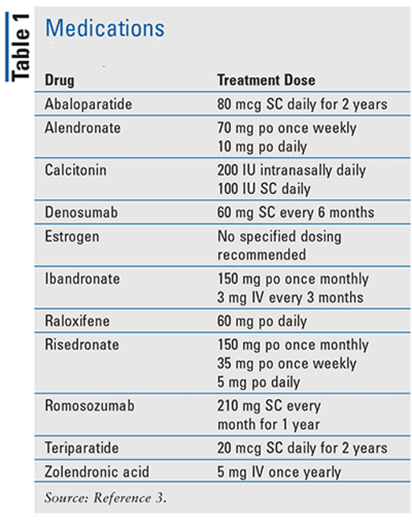 Table 1
Medications
Drug Treatment Dose
Abaloparatide 80 mcg SC daily for 2 years
Alendronate 70 mg po once weekly
10 mg po daily
Calcitonin 200 IU intranasally daily
100 IU SC daily
Denosumab 60 mg SC every 6 months
Estrogen No specified dosing
recommended
Ibandronate 150 mg po once monthly
3 mg IV every 3 months
Raloxifene 60 mg po daily
Risedronate 150 mg po once monthly
35 mg po once weekly
5 mg po daily
Romosozumab 210 mg SC every
month for 1 year
Teriparatide 20 mcg SC daily for 2 years
Zolendronic acid 5 mg IV once yearly
Source: Reference 3.